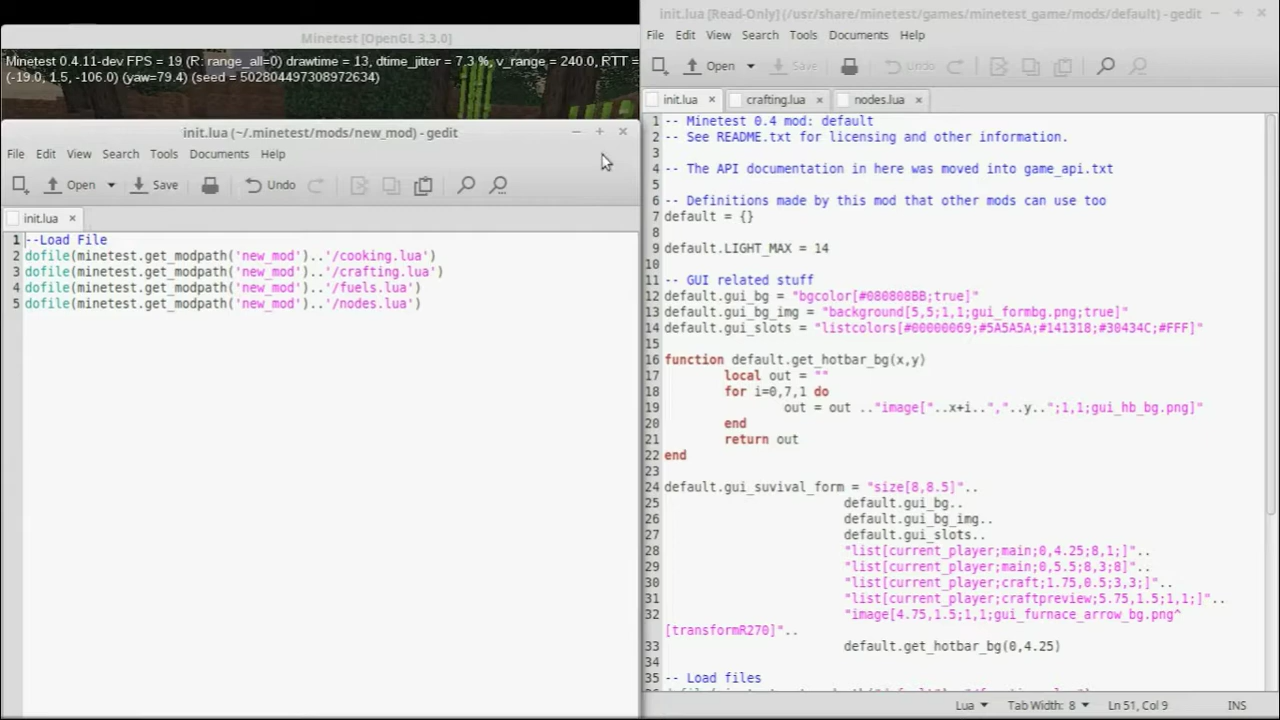 Minetest [OpenGL 3.3.0]
Minetest 0.4.11-dev FPS = 19 (R: range_all=0) drawtime = 13, dtime_jitter = 7.3 %, v_range = 240.0, RTT =
(-19.0, 1.5, -106.0) (yaw=79.4) (seed = 502804497308972634)
init.lua (~/.minetest/mods/new_mod) - gedit
File Edit View Search Tools Documents Help
Open Save Undo
init.lua
1 --Load File
2 dofile(minetest.get_modpath('new_mod')..'/cooking.lua')
3 dofile(minetest.get_modpath('new_mod')..'/crafting.lua')
4 dofile(minetest.get_modpath('new_mod')..'/fuels.lua')
5 dofile(minetest.get_modpath('new_mod')..'/nodes.lua')
init.lua [Read-Only] (/usr/share/minetest/games/minetest_game/mods/default) - gedit
File Edit View Search Tools Documents Help
Open Save Undo
init.lua crafting.lua nodes.lua
1 -- Minetest 0.4 mod: default
2 -- See README.txt for licensing and other information.
3
4 -- The API documentation in here was moved into game_api.txt
5
6 -- Definitions made by this mod that other mods can use too
7 default = {}
8
9 default.LIGHT_MAX = 14
10
11 -- GUI related stuff
12 default.gui_bg = "bgcolor[#080808BB;true]"
13 default.gui_bg_img = "background[5,5;1,1;gui_formbg.png;true]"
14 default.gui_slots = "listcolors[#00000069;#5A5A5A;#141318;#30434C;#FFF]"
15
16 function default.get_hotbar_bg(x,y)
17 local out = ""
18 for i=0,7,1 do
19 out = out .."image["..x+i..","..y..";1,1;gui_hb_bg.png]"
20 end
21 return out
22 end
23
24 default.gui_suvival_form = "size[8,8.5]"..
25 default.gui_bg..
26 default.gui_bg_img..
27 default.gui_slots..
28 "list[current_player;main;0,4.25;8,1;]"..
29 "list[current_player;main;0,5.5;8,3;8]"..
30 "list[current_player;craft;1.75,0.5;3,3;]"..
31 "list[current_player;craftpreview;5.75,1.5;1,1;]"..
32 "image[4.75,1.5;1,1;gui_furnace_arrow_bg.png^
[transformR270]"..
33 default.get_hotbar_bg(0,4.25)
34
35 -- Load files
Lua Tab Width: 8 Ln 51, Col 9 INS